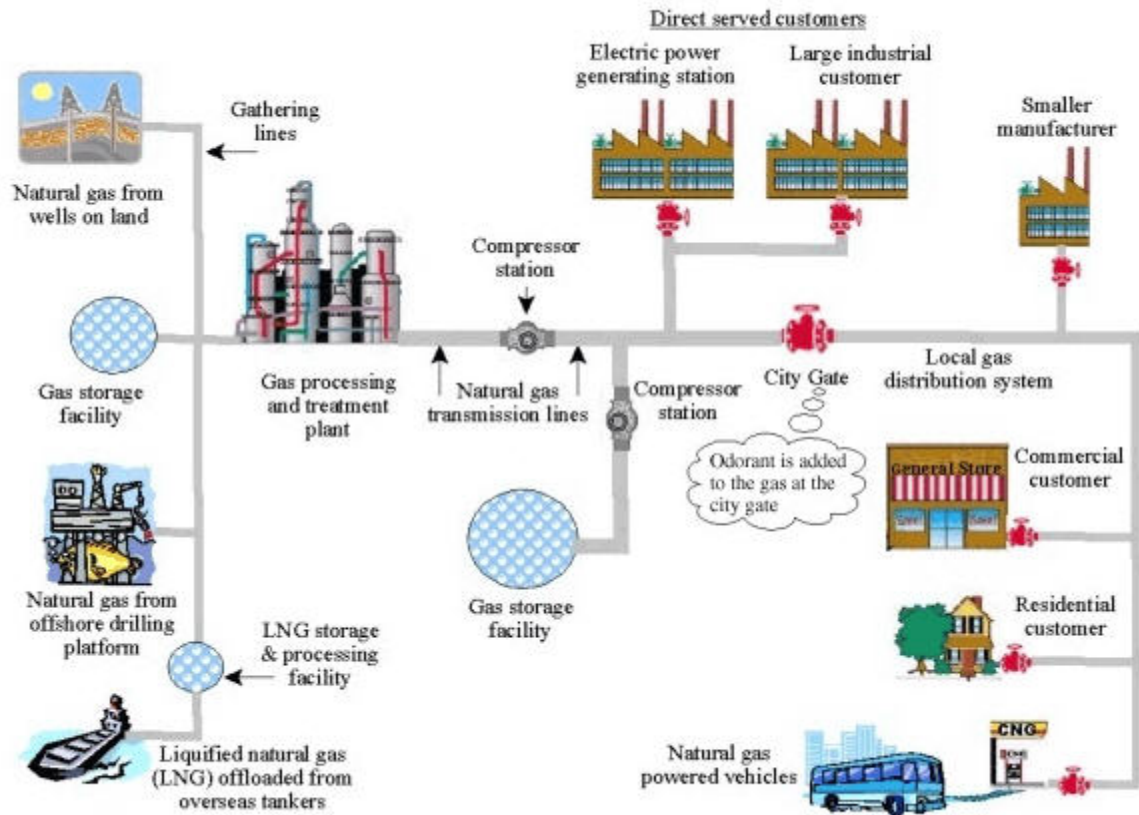 Direct served customers
Electric power
generating station
Large industrial
customer
Smaller
manufacturer
Gathering
lines
Natural gas from
wells on land
Compressor
station
Gas storage
facility
Gas processing
and treatment
plant
Natural gas
transmission lines
Compressor
station
City Gate
Local gas
distribution system
Odorant is added
to the gas at the
city gate
General Store
Sale!
Sale!
Commercial
customer
Natural gas from
offshore drilling
platform
Gas storage
facility
Residential
customer
LNG storage
& processing
facility
Liquified natural gas
(LNG) offloaded from
overseas tankers
Natural gas
powered vehicles
CNG
CNG